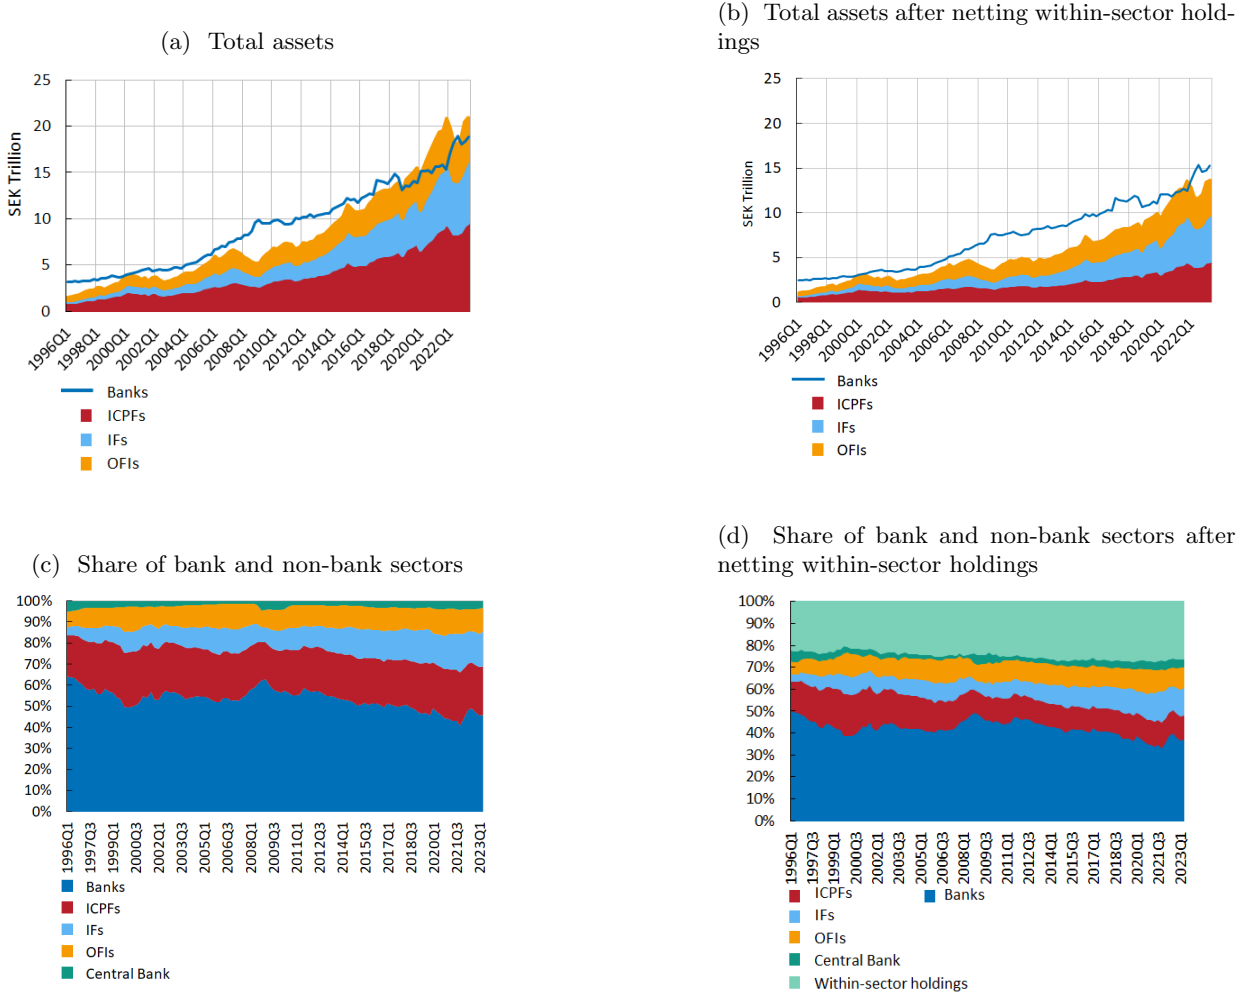 (a) Total assets
25
20
15
10
5
0
SEK Trillion
1996Q1 1998Q1 2000Q1 2002Q1 2004Q1 2006Q1 2008Q1 2010Q1 2012Q1 2014Q1 2016Q1 2018Q1 2020Q1 2022Q1
Banks
ICPFs
IFs
OFIs
(b) Total assets after netting within-sector hold-
ings
25
20
15
10
5
0
SEK Trillion
1996Q1 1998Q1 2000Q1 2002Q1 2004Q1 2006Q1 2008Q1 2010Q1 2012Q1 2014Q1 2016Q1 2018Q1 2020Q1 2022Q1
Banks
ICPFs
IFs
OFIs
(c) Share of bank and non-bank sectors
100%
90%
80%
70%
60%
50%
40%
30%
20%
10%
0%
1996Q1 1997Q3 1999Q1 2000Q3 2002Q1 2003Q3 2005Q1 2006Q3 2008Q1 2009Q3 2011Q1 2012Q3 2014Q1 2015Q3 2017Q1 2018Q3 2020Q1 2021Q3 2023Q1
Banks
ICPFs
IFs
OFIs
Central Bank
(d) Share of bank and non-bank sectors after
netting within-sector holdings
100%
90%
80%
70%
60%
50%
40%
30%
20%
10%
0%
1996Q1 1997Q3 1999Q1 2000Q3 2002Q1 2003Q3 2005Q1 2006Q3 2008Q1 2009Q3 2011Q1 2012Q3 2014Q1 2015Q3 2017Q1 2018Q3 2020Q1 2021Q3 2023Q1
ICPFs Banks
IFs
OFIs
Central Bank
Within-sector holdings